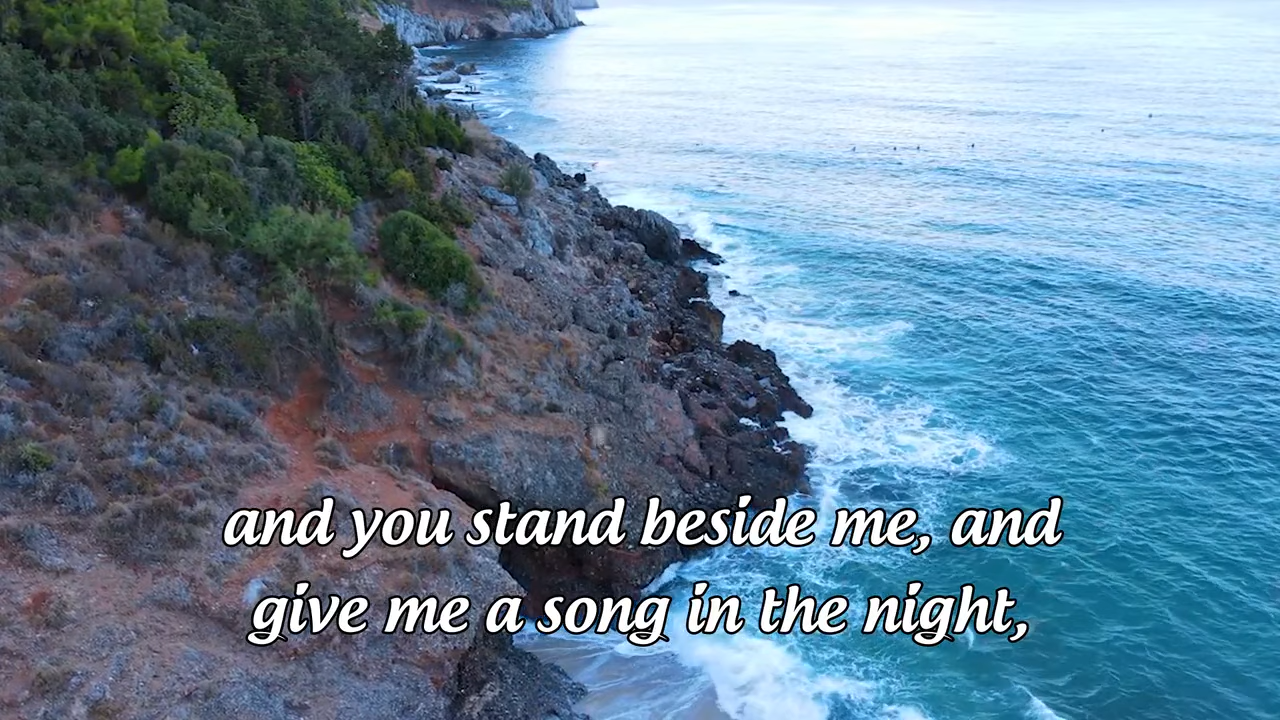 and you stand beside me, and
give me a song in the night,